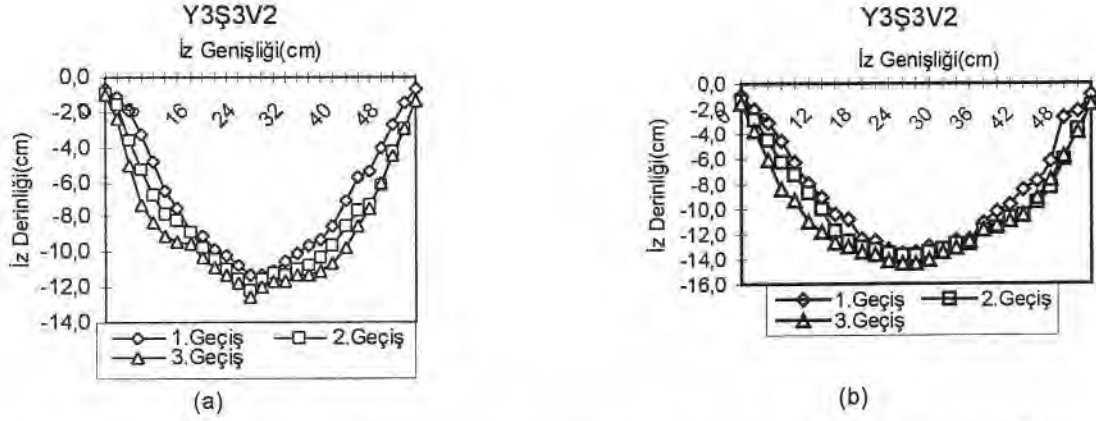 Y3Ş3V2
İz Genişliği(cm)
0,0
-2,0
-4,0
-6,0
-8,0
-10,0
-12,0
-14,0
0
8
16
24
32
40
48
İz Derinliği(cm)
1.Geçiş
2.Geçiş
3.Geçiş
(a)
Y3Ş3V2
İz Genişliği(cm)
0,0
-2,0
-4,0
-6,0
-8,0
-10,0
-12,0
-14,0
-16,0
0
6
12
18
24
30
36
42
48
İz Derinliği(cm)
1.Geçiş
2.Geçiş
3.Geçiş
(b)